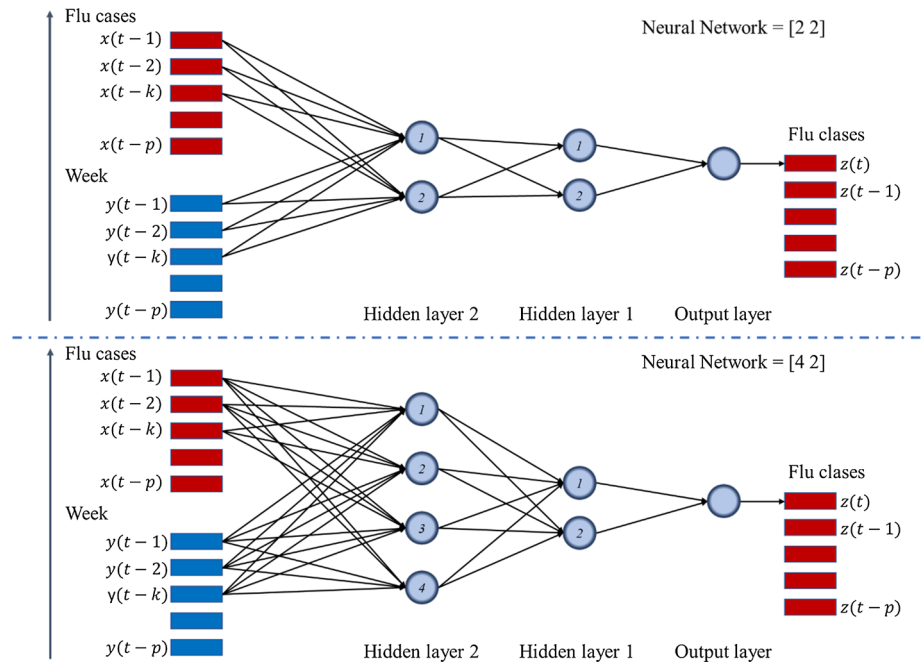 Flu cases
Neural Network = [2 2]
x(t − 1)
x(t − 2)
x(t − k)
x(t − p)
Week
y(t − 1)
y(t − 2)
y(t − k)
y(t − p)
1
2
1
2
Flu clases
z(t)
z(t − 1)
z(t − p)
Hidden layer 2
Hidden layer 1
Output layer
Flu cases
Neural Network = [4 2]
x(t − 1)
x(t − 2)
x(t − k)
x(t − p)
Week
y(t − 1)
y(t − 2)
y(t − k)
y(t − p)
1
2
3
4
1
2
Flu clases
z(t)
z(t − 1)
z(t − p)
Hidden layer 2
Hidden layer 1
Output layer